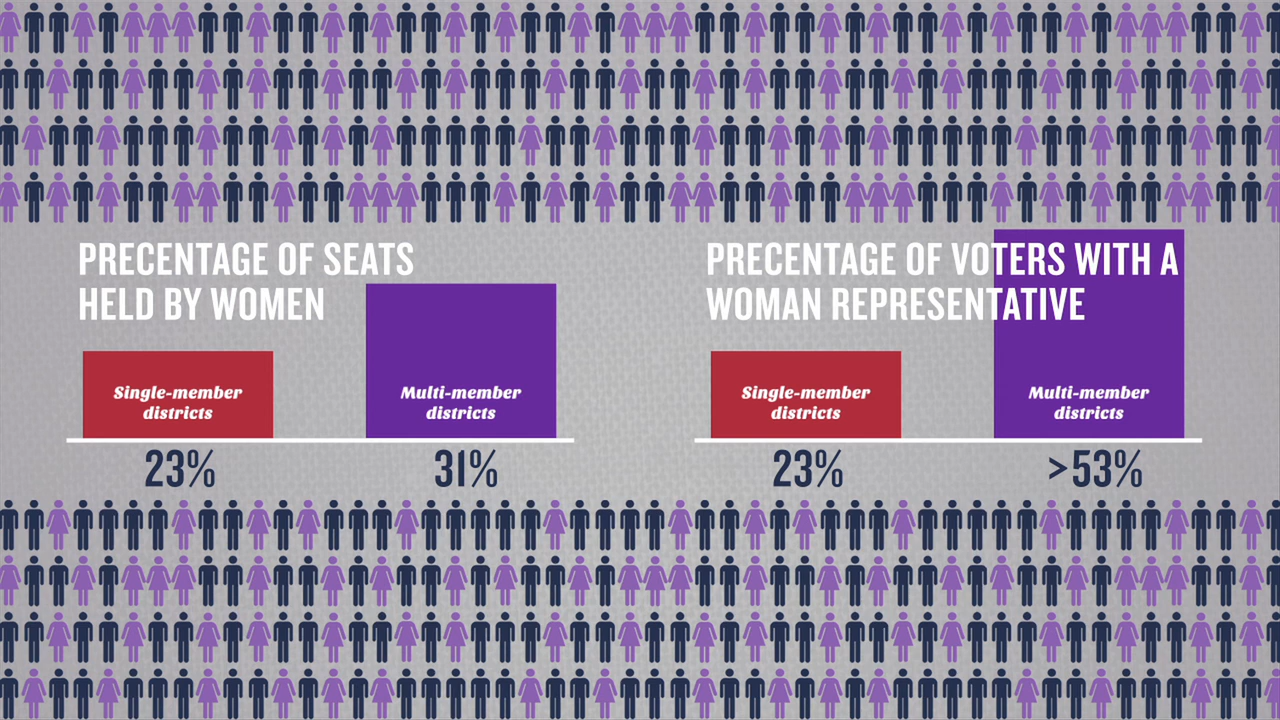 PRECENTAGE OF SEATS
HELD BY WOMEN
Single-member
districts
Multi-member
districts
23%
31%
PRECENTAGE OF VOTERS WITH A
WOMAN REPRESENTATIVE
Single-member
districts
Multi-member
districts
23%
>53%